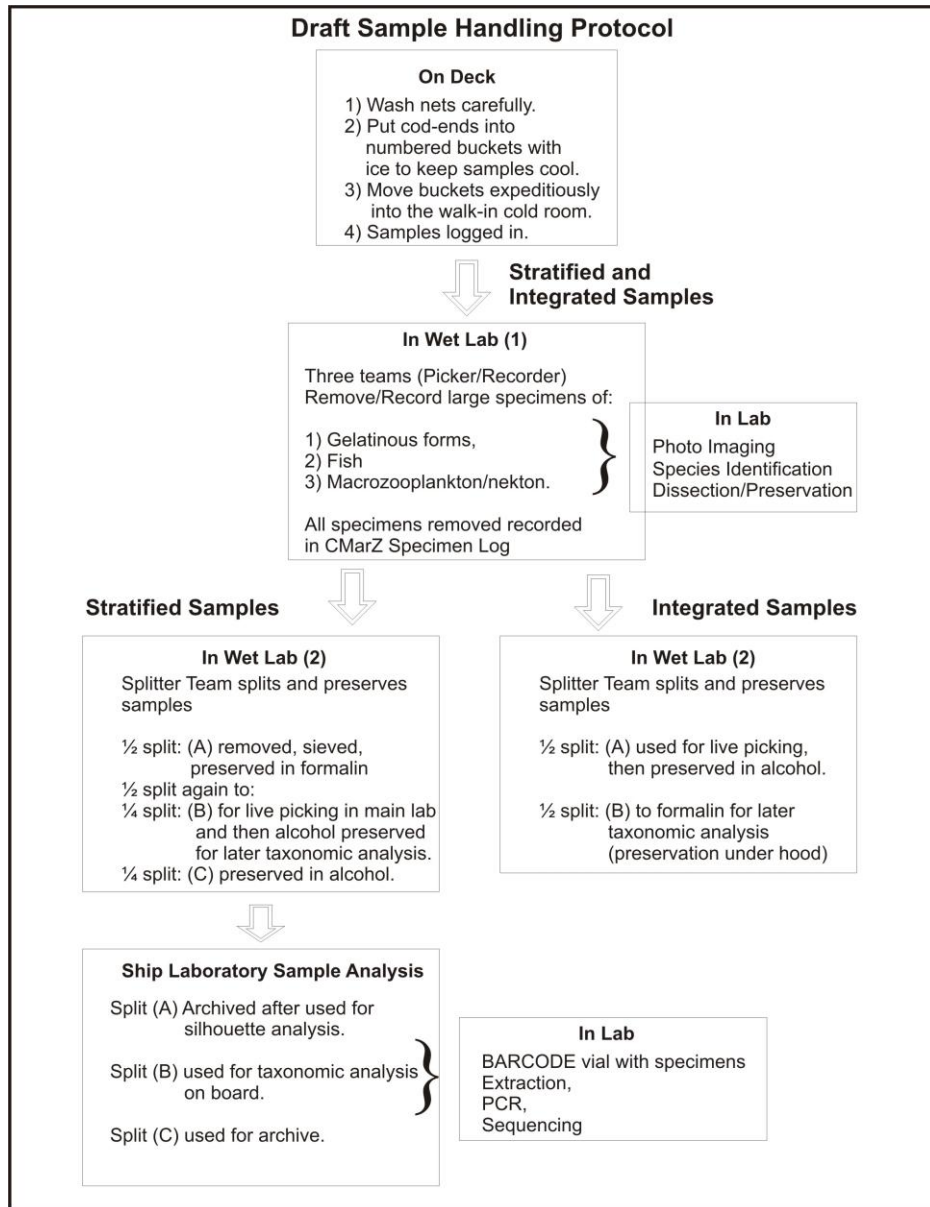 Draft Sample Handling Protocol
On Deck
1) Wash nets carefully.
2) Put cod-ends into
numbered buckets with
ice to keep samples cool.
3) Move buckets expeditiously
into the walk-in cold room.
4) Samples logged in.
Stratified and
Integrated Samples
In Wet Lab (1)
Three teams (Picker/Recorder)
Remove/Record large specimens of:
1) Gelatinous forms,
2) Fish
3) Macrozooplankton/nekton.
All specimens removed recorded
in CMarZ Specimen Log
In Lab
Photo Imaging
Species Identification
Dissection/Preservation
Stratified Samples
In Wet Lab (2)
Splitter Team splits and preserves
samples
½ split: (A) removed, sieved,
preserved in formalin
½ split again to:
¼ split: (B) for live picking in main lab
and then alcohol preserved
for later taxonomic analysis.
¼ split: (C) preserved in alcohol.
Integrated Samples
In Wet Lab (2)
Splitter Team splits and preserves
samples
½ split: (A) used for live picking,
then preserved in alcohol.
½ split: (B) to formalin for later
taxonomic analysis
(preservation under hood)
Ship Laboratory Sample Analysis
Split (A) Archived after used for
silhouette analysis.
Split (B) used for taxonomic analysis
on board.
Split (C) used for archive.
In Lab
BARCODE vial with specimens
Extraction,
PCR,
Sequencing